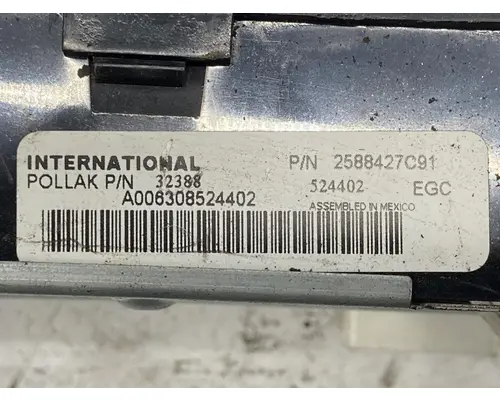 INTERNATIONAL P/N 2588427C91
POLLAK P/N 32388 524402 EGC
A006308524402 ASSEMBLED IN MEXICO